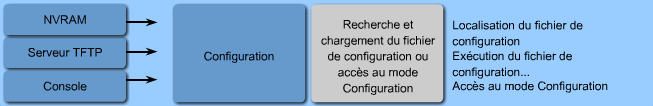 NVRAM
Serveur TFTP
Console
Configuration
Recherche et
chargement du fichier
de configuration ou
accès au mode
Configuration
Localisation du fichier de
configuration
Exécution du fichier de
configuration...
Accès au mode Configuration